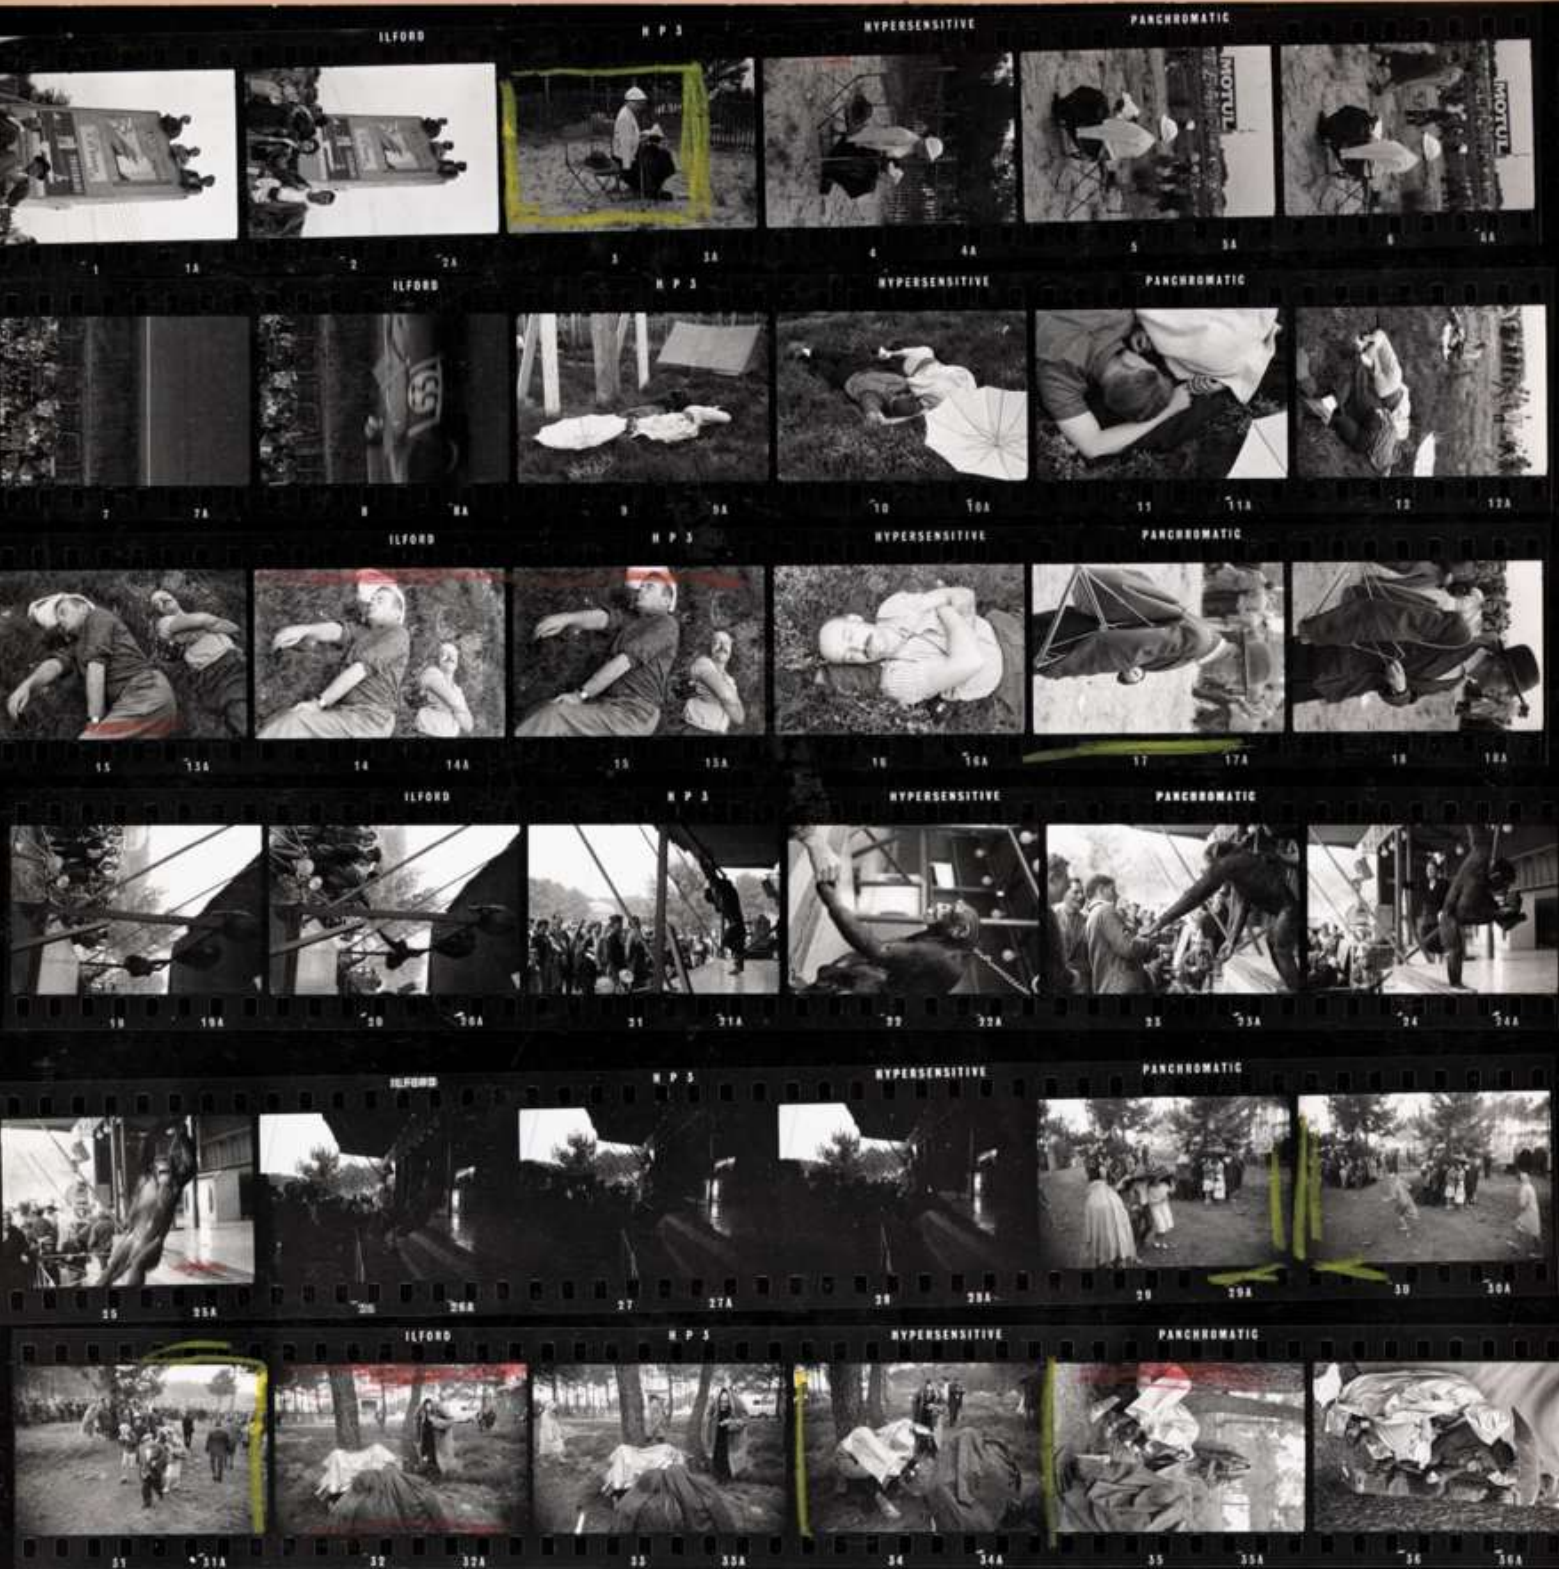 ILFORD H P 3 HYPERSENSITIVE PANCHROMATIC
MOTUL MOTUL
1 1A 2 2A 3 3A 4 4A 5 5A 6 6A
ILFORD H P 3 HYPERSENSITIVE PANCHROMATIC
7 7A 8 8A 9 9A 10 10A 11 11A 12 12A
ILFORD H P 3 HYPERSENSITIVE PANCHROMATIC
13 13A 14 14A 15 15A 16 16A 17 17A 18 18A
ILFORD H P 3 HYPERSENSITIVE PANCHROMATIC
19 19A 20 20A 21 21A 22 22A 23 23A 24 24A
ILFORD H P 3 HYPERSENSITIVE PANCHROMATIC
25 25A 26 26A 27 27A 28 28A 29 29A 30 30A
ILFORD H P 3 HYPERSENSITIVE PANCHROMATIC
31 31A 32 32A 33 33A 34 34A 35 35A 36 36A